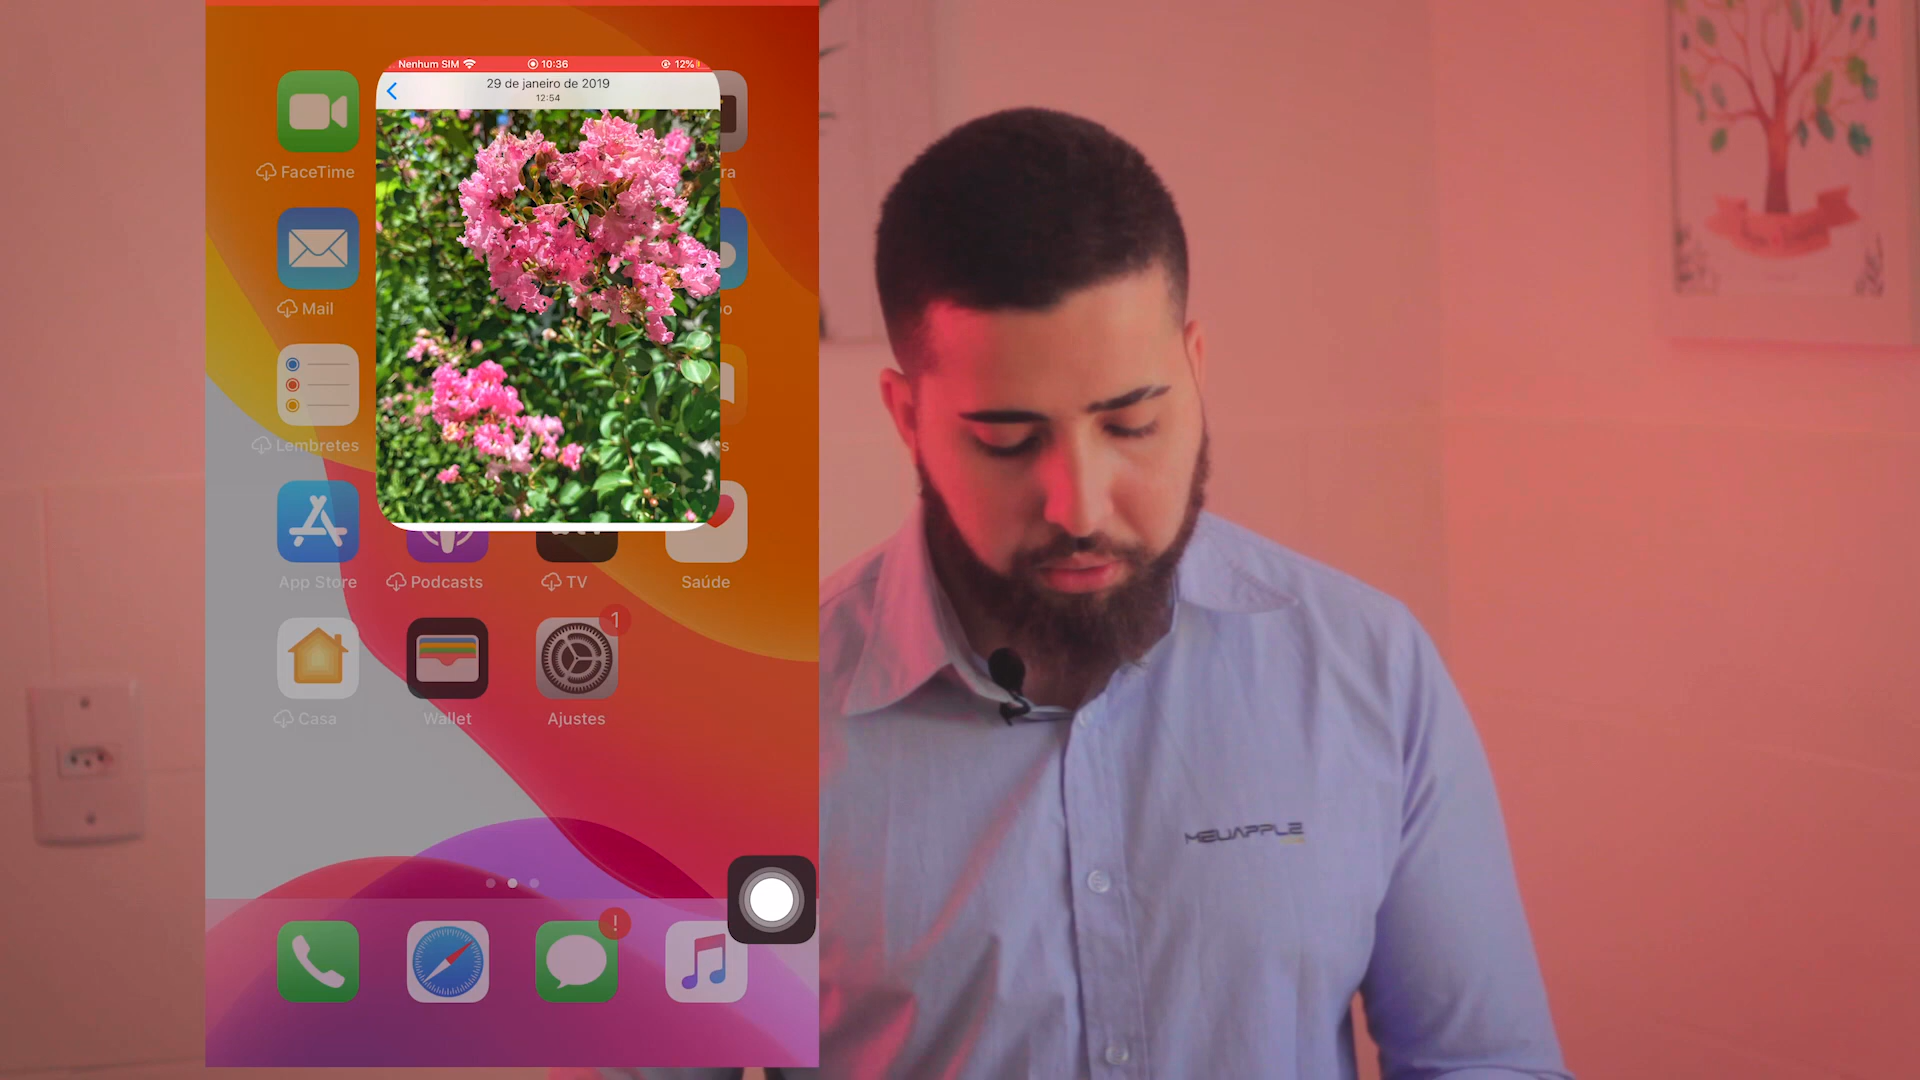 Nenhum SIM 10:36 12%
29 de janeiro de 2019
12:54
FaceTime ra
Mail o
Lembretes s
App Store Podcasts TV Saúde
1
Casa Wallet Ajustes
!
MEUAPPLE